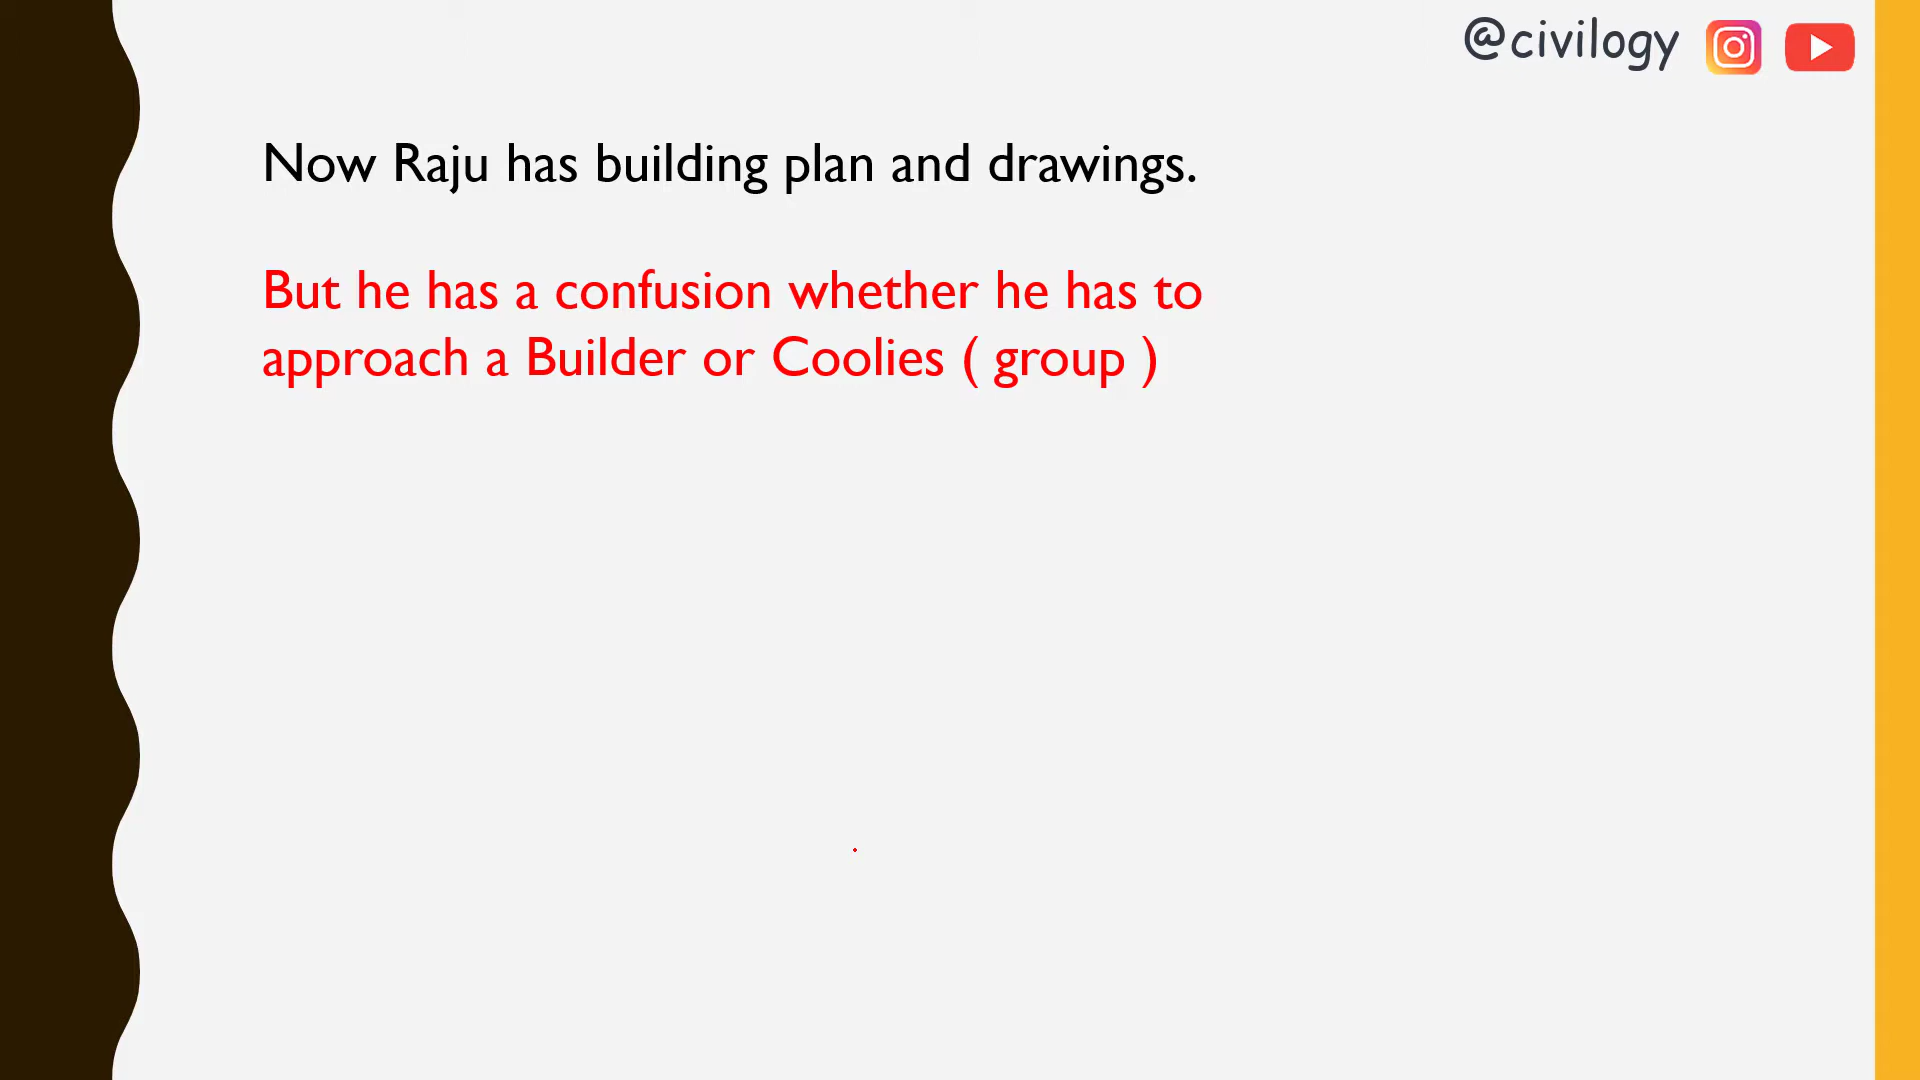 @civilogy
Now Raju has building plan and drawings.
But he has a confusion whether he has to
approach a Builder or Coolies ( group )